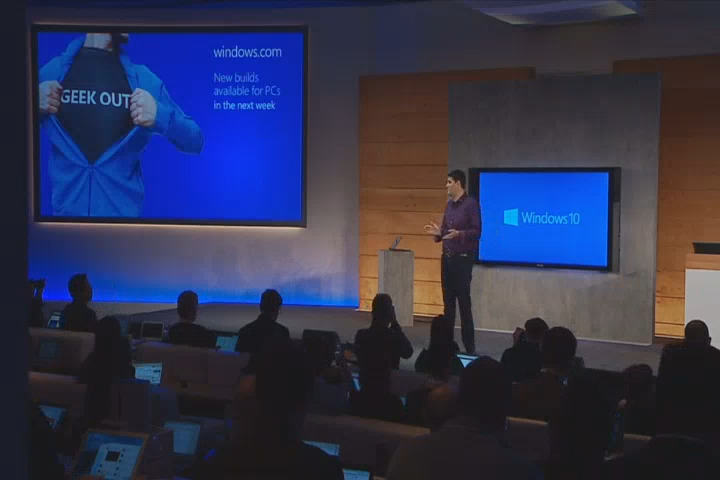 windows.com
New builds
available for PCs
in the next week
GEEK OUT
Windows 10